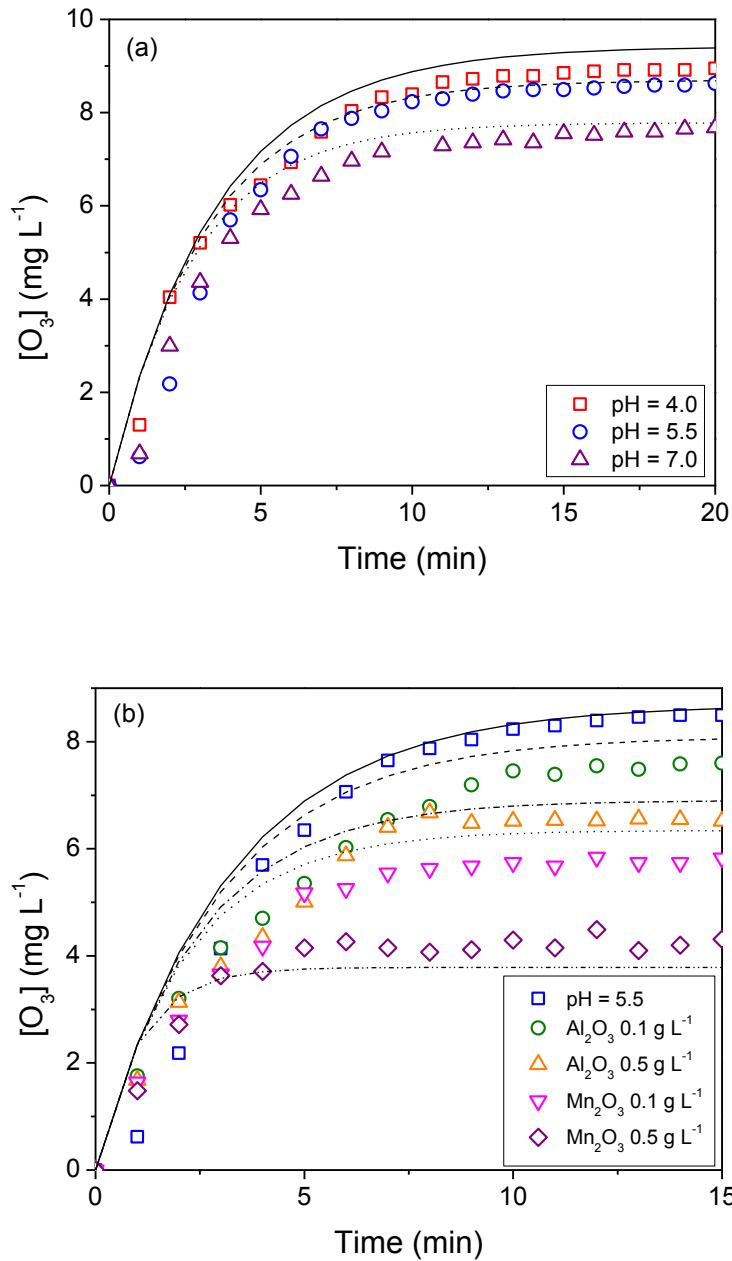 (a)
10
8
6
4
2
0
[O₃] (mg L⁻¹)
pH = 4.0
pH = 5.5
pH = 7.0
0 5 10 15 20
Time (min)
(b)
8
6
4
2
0
[O₃] (mg L⁻¹)
pH = 5.5
Al₂O₃ 0.1 g L⁻¹
Al₂O₃ 0.5 g L⁻¹
Mn₂O₃ 0.1 g L⁻¹
Mn₂O₃ 0.5 g L⁻¹
0 5 10 15
Time (min)